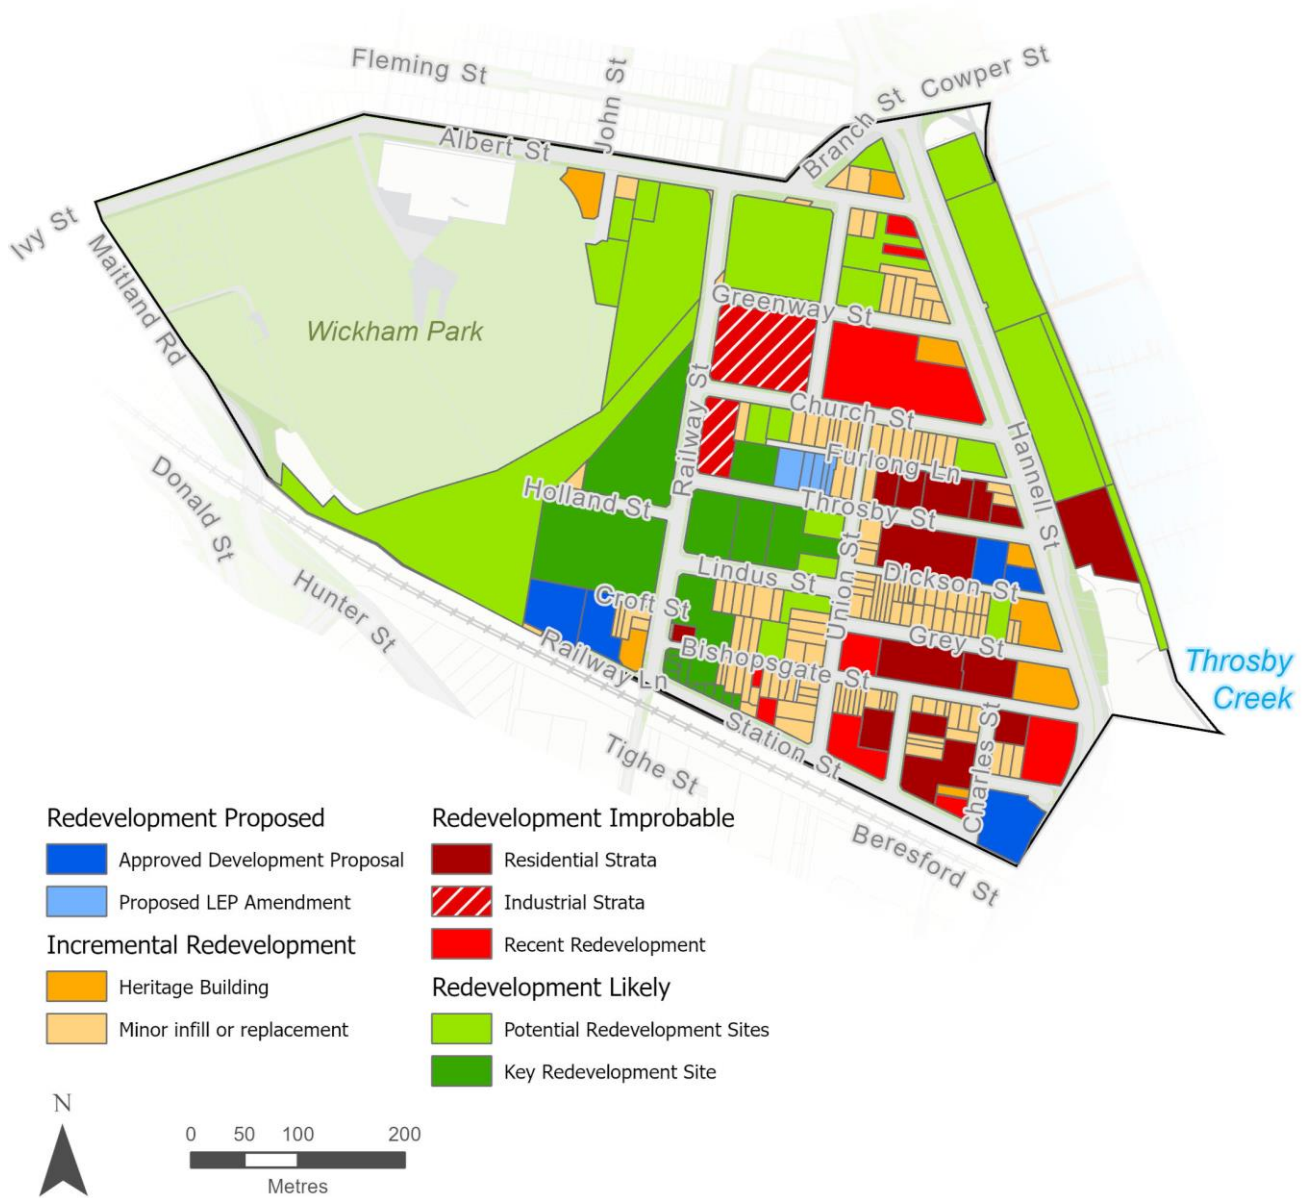 Fleming St
John St
Cowper St
Branch St
Albert St
Ivy St
Maitland Rd
Wickham Park
Greenway St
Railway St
Church St
Hannell St
Furlong Ln
Donald St
Holland St
Throsby St
Lindus St
Union St
Dickson St
Hunter St
Croft St
Grey St
Railway Ln
Bishopsgate St
Throsby
Creek
Station St
Charles St
Tighe St
Beresford St
Redevelopment Proposed
Approved Development Proposal
Proposed LEP Amendment
Incremental Redevelopment
Heritage Building
Minor infill or replacement
Redevelopment Improbable
Residential Strata
Industrial Strata
Recent Redevelopment
Redevelopment Likely
Potential Redevelopment Sites
Key Redevelopment Site
N
0 50 100 200
Metres